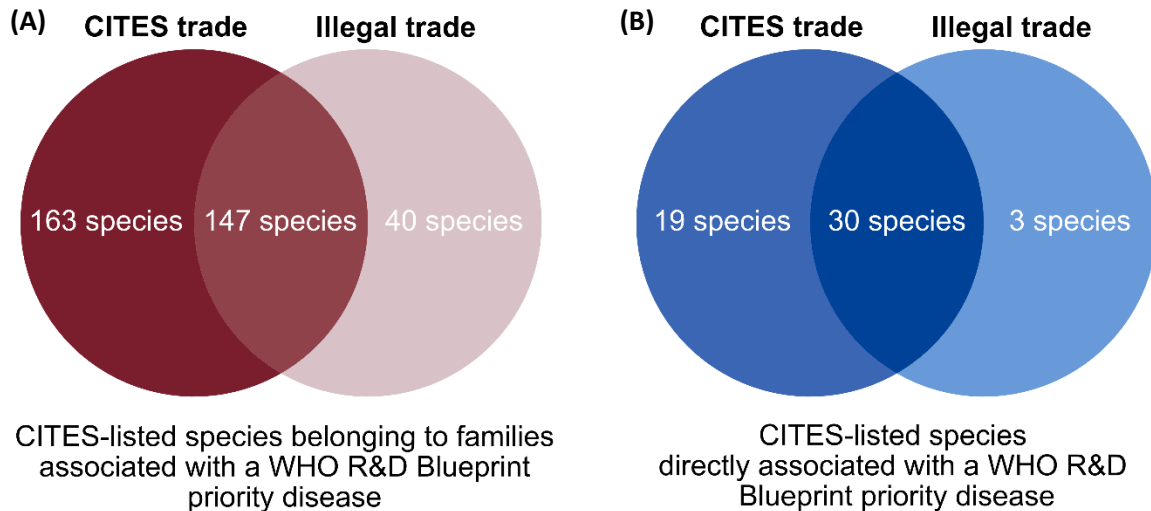 (A)
CITES trade
Illegal trade
163 species
147 species
40 species
CITES-listed species belonging to families
associated with a WHO R&D Blueprint
priority disease
(B)
CITES trade
Illegal trade
19 species
30 species
3 species
CITES-listed species
directly associated with a WHO R&D
Blueprint priority disease